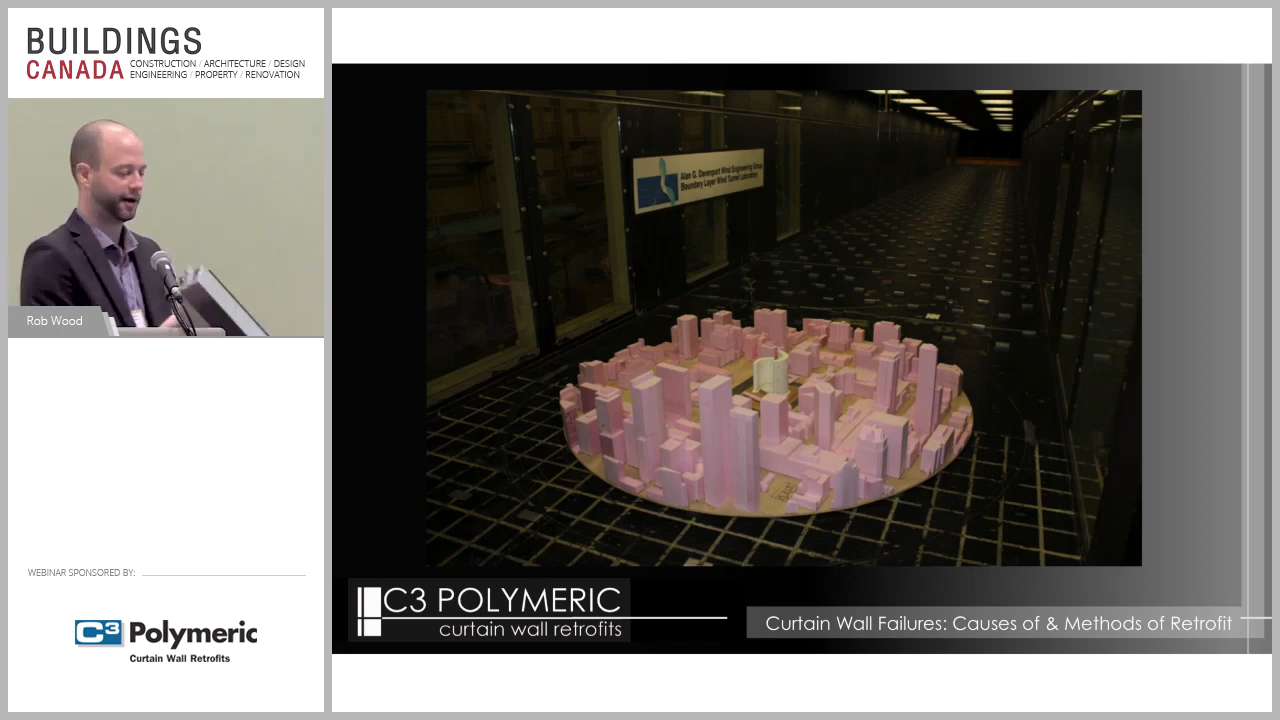 BUILDINGS
CANADA
CONSTRUCTION / ARCHITECTURE / DESIGN
ENGINEERING / PROPERTY / RENOVATION
Rob Wood
WEBINAR SPONSORED BY:
C3 Polymeric
Curtain Wall Retrofits
Alan G. Davenport Wind Engineering Group
Boundary Layer Wind Tunnel Laboratory
C3 POLYMERIC
curtain wall retrofits
Curtain Wall Failures: Causes of & Methods of Retrofit